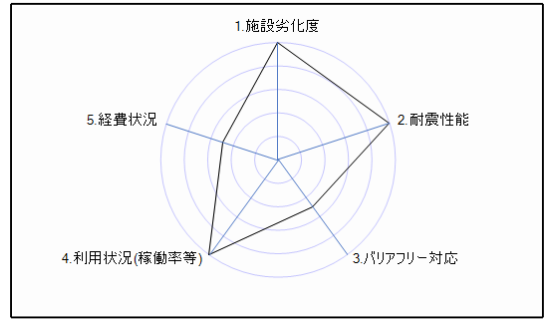 1.施設劣化度
2.耐震性能
3.バリアフリー対応
4.利用状況(稼働率等)
5.経費状況